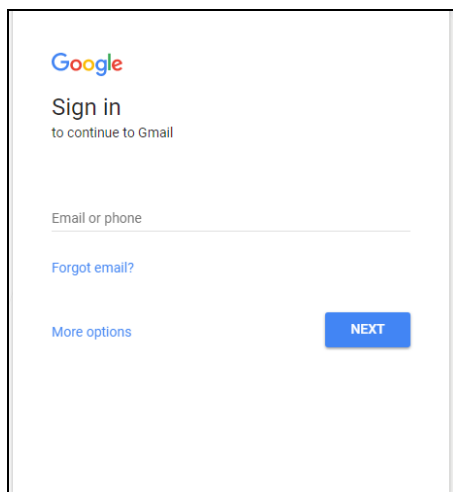 Google
Sign in
to continue to Gmail
Email or phone
Forgot email?
More options
NEXT